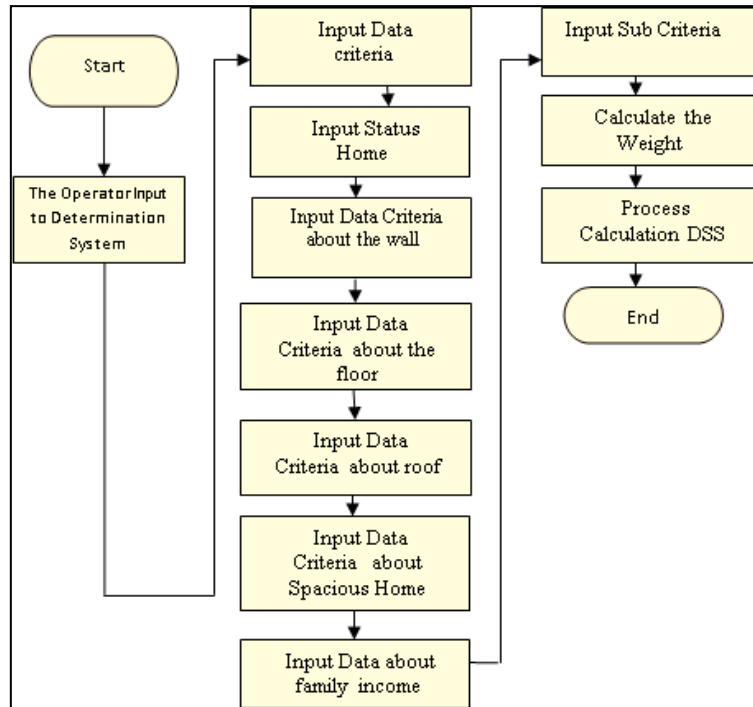 Start
The Operator Input
to Determination
System
Input Data
criteria
Input Status
Home
Input Data Criteria
about the wall
Input Data
Criteria about the
floor
Input Data
Criteria about roof
Input Data
Criteria about
Spacious Home
Input Data about
family income
Input Sub Criteria
Calculate the
Weight
Process
Calculation DSS
End